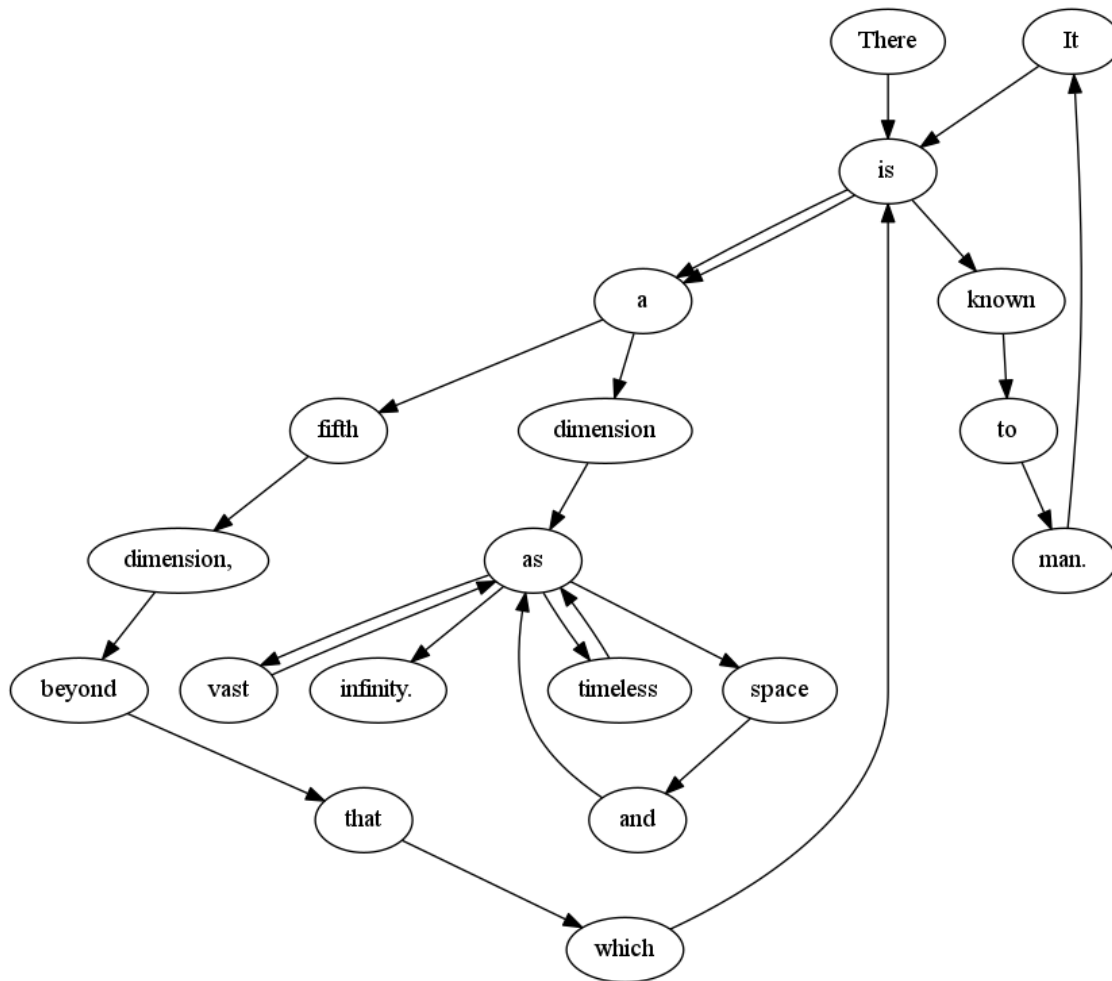 There
It
is
a
known
fifth
dimension
to
dimension,
as
man.
beyond
vast
infinity.
timeless
space
that
and
which